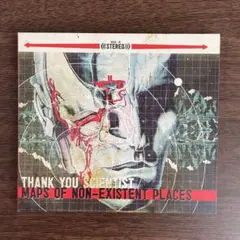 ((STEREO))
THANK YOU SCIENTIST
MAPS OF NON-EXISTENT PLACES